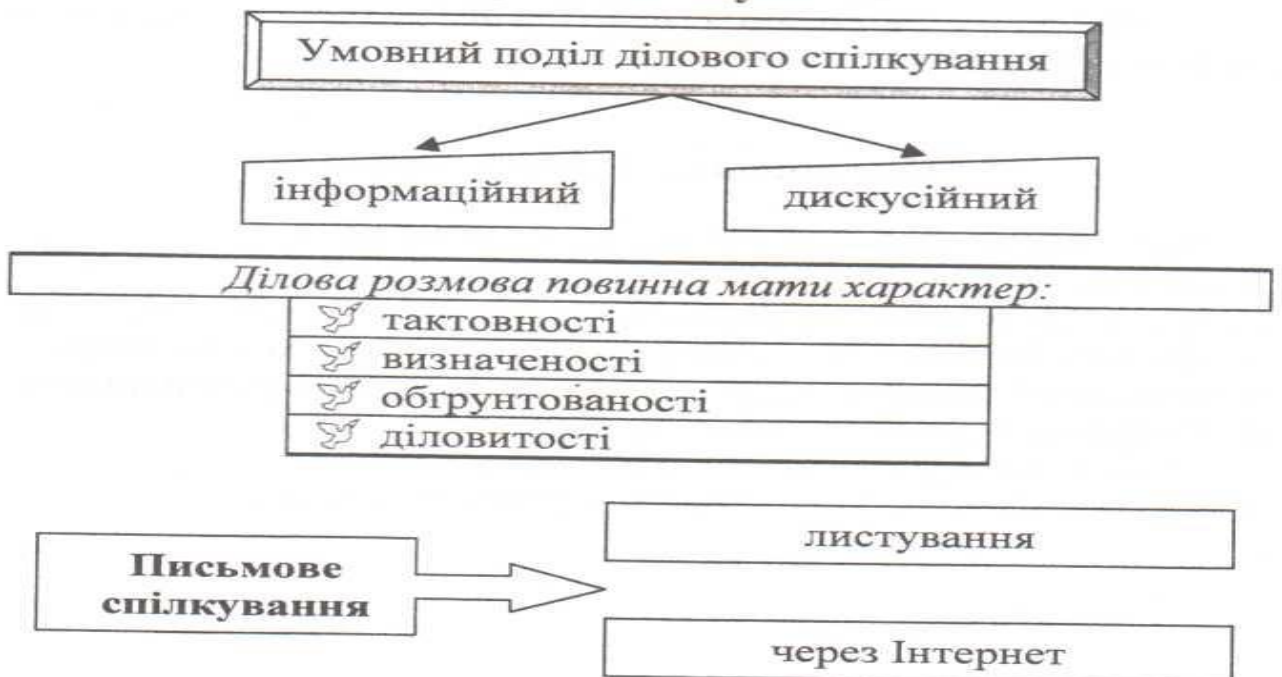 Умовний поділ ділового спілкування
інформаційний
дискусійний
Ділова розмова повинна мати характер:
тактовності
визначеності
обґрунтованості
діловитості
Письмове
спілкування
листування
через Інтернет